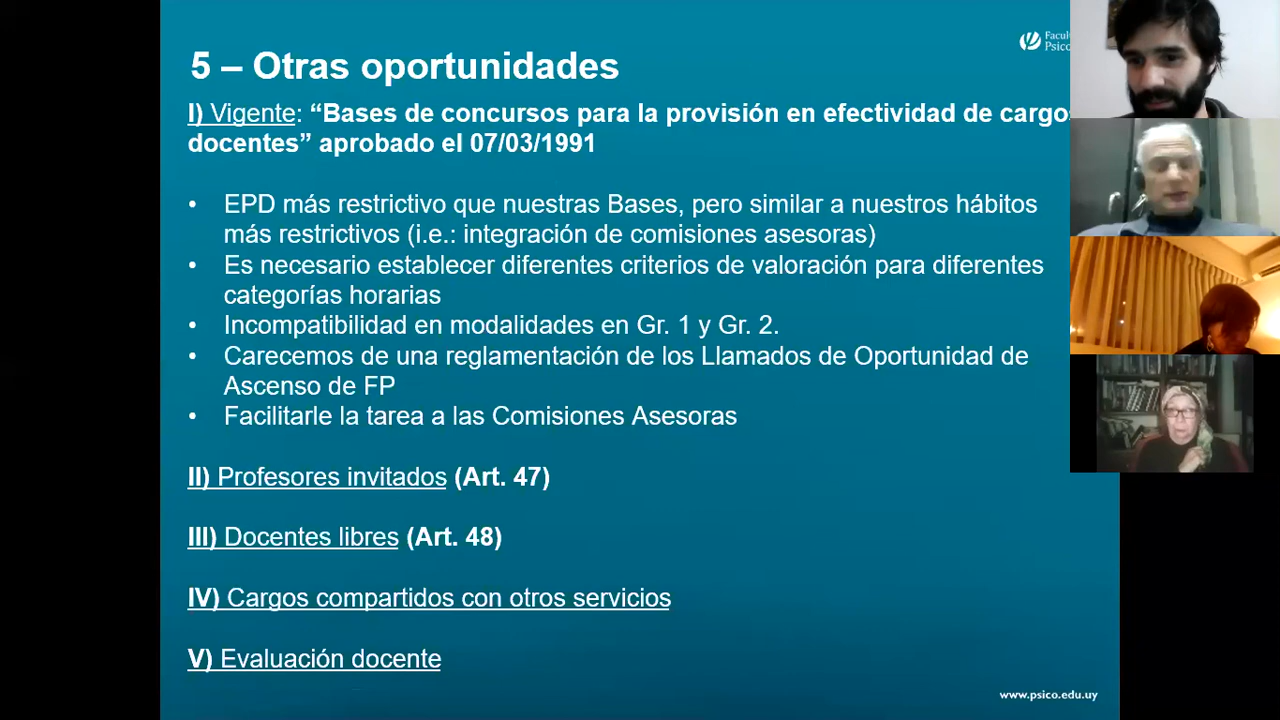 5 – Otras oportunidades
I) Vigente: “Bases de concursos para la provisión en efectividad de cargos
docentes” aprobado el 07/03/1991
• EPD más restrictivo que nuestras Bases, pero similar a nuestros hábitos
más restrictivos (i.e.: integración de comisiones asesoras)
• Es necesario establecer diferentes criterios de valoración para diferentes
categorías horarias
• Incompatibilidad en modalidades en Gr. 1 y Gr. 2.
• Carecemos de una reglamentación de los Llamados de Oportunidad de
Ascenso de FP
• Facilitarle la tarea a las Comisiones Asesoras
II) Profesores invitados (Art. 47)
III) Docentes libres (Art. 48)
IV) Cargos compartidos con otros servicios
V) Evaluación docente
www.psico.edu.uy